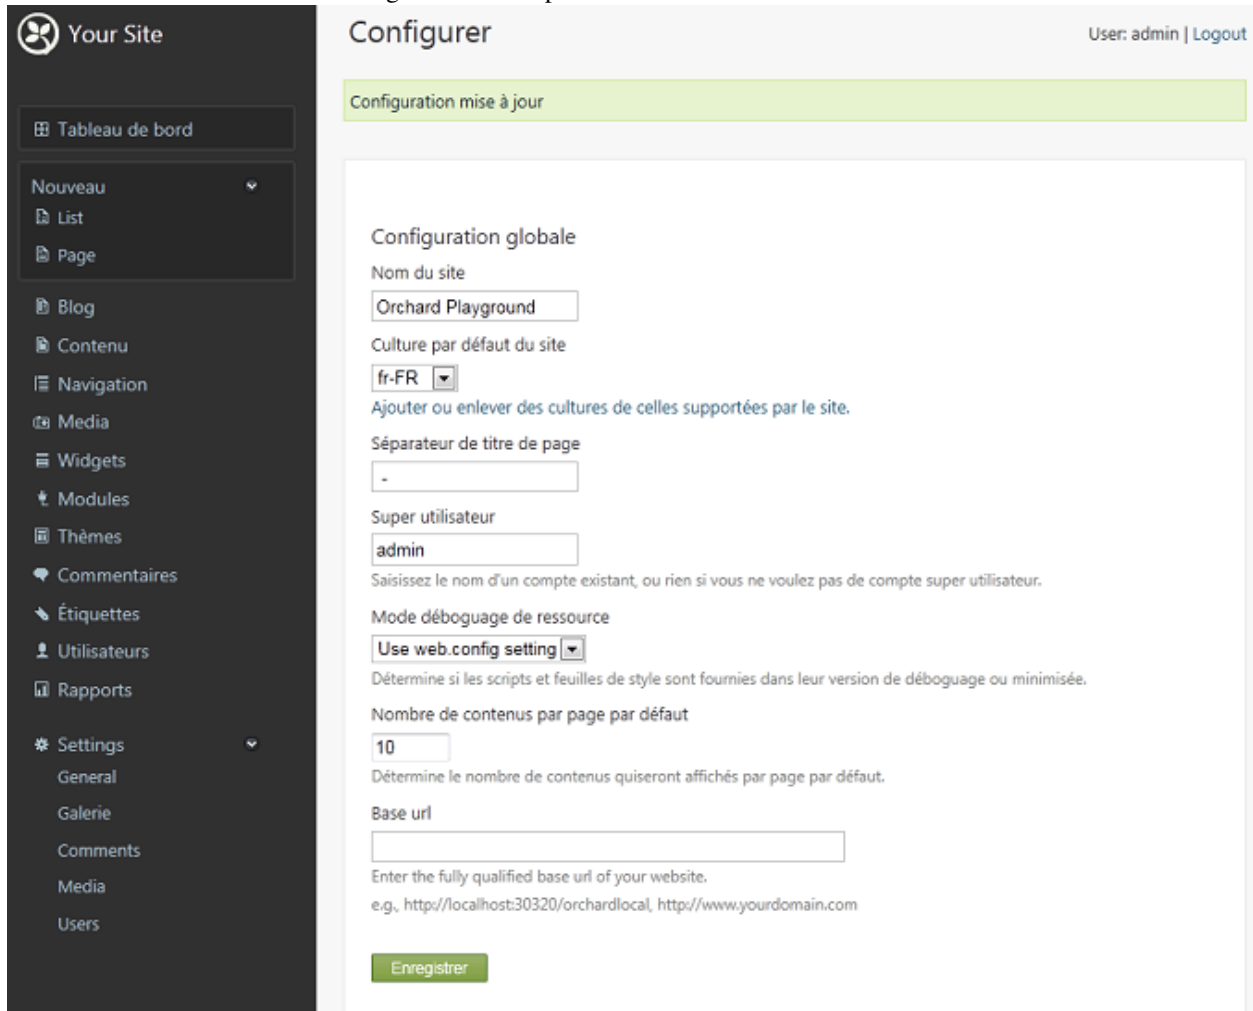 Your Site
Tableau de bord
Nouveau
List
Page
Blog
Contenu
Navigation
Media
Widgets
Modules
Thèmes
Commentaires
Étiquettes
Utilisateurs
Rapports
Settings
General
Galerie
Comments
Media
Users
Configurer
User: admin | Logout
Configuration mise à jour
Configuration globale
Nom du site
Orchard Playground
Culture par défaut du site
fr-FR
Ajouter ou enlever des cultures de celles supportées par le site.
Séparateur de titre de page
-
Super utilisateur
admin
Saisissez le nom d'un compte existant, ou rien si vous ne voulez pas de compte super utilisateur.
Mode déboguage de ressource
Use web.config setting
Détermine si les scripts et feuilles de style sont fournies dans leur version de déboguage ou minimisée.
Nombre de contenus par page par défaut
10
Détermine le nombre de contenus quiseront affichés par page par défaut.
Base url
Enter the fully qualified base url of your website.
e.g., http://localhost:30320/orchardlocal, http://www.yourdomain.com
Enregistrer